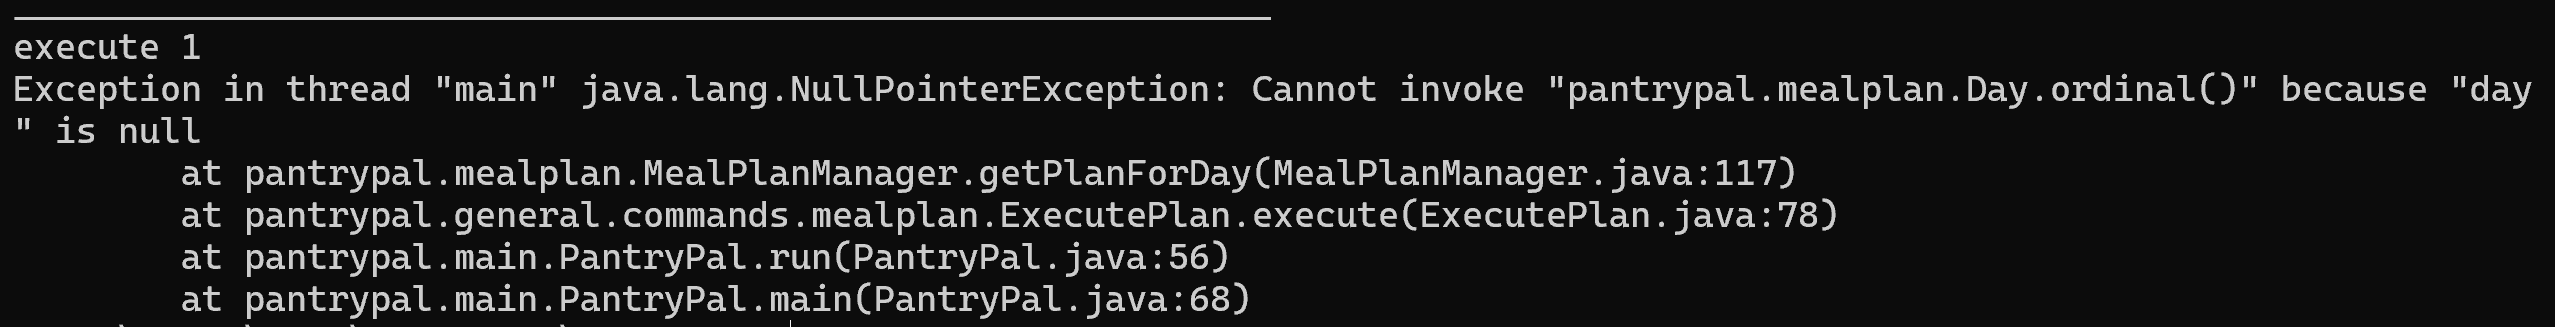 execute 1
Exception in thread "main" java.lang.NullPointerException: Cannot invoke "pantrypal.mealplan.Day.ordinal()" because "day
" is null
        at pantrypal.mealplan.MealPlanManager.getPlanForDay(MealPlanManager.java:117)
        at pantrypal.general.commands.mealplan.ExecutePlan.execute(ExecutePlan.java:78)
        at pantrypal.main.PantryPal.run(PantryPal.java:56)
        at pantrypal.main.PantryPal.main(PantryPal.java:68)